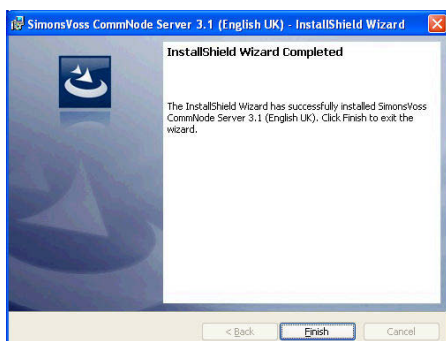 SimonsVoss CommNode Server 3.1 (English UK) - InstallShield Wizard
InstallShield Wizard Completed
The InstallShield Wizard has successfully installed SimonsVoss
CommNode Server 3.1 (English UK). Click Finish to exit the
wizard.
< Back Finish Cancel